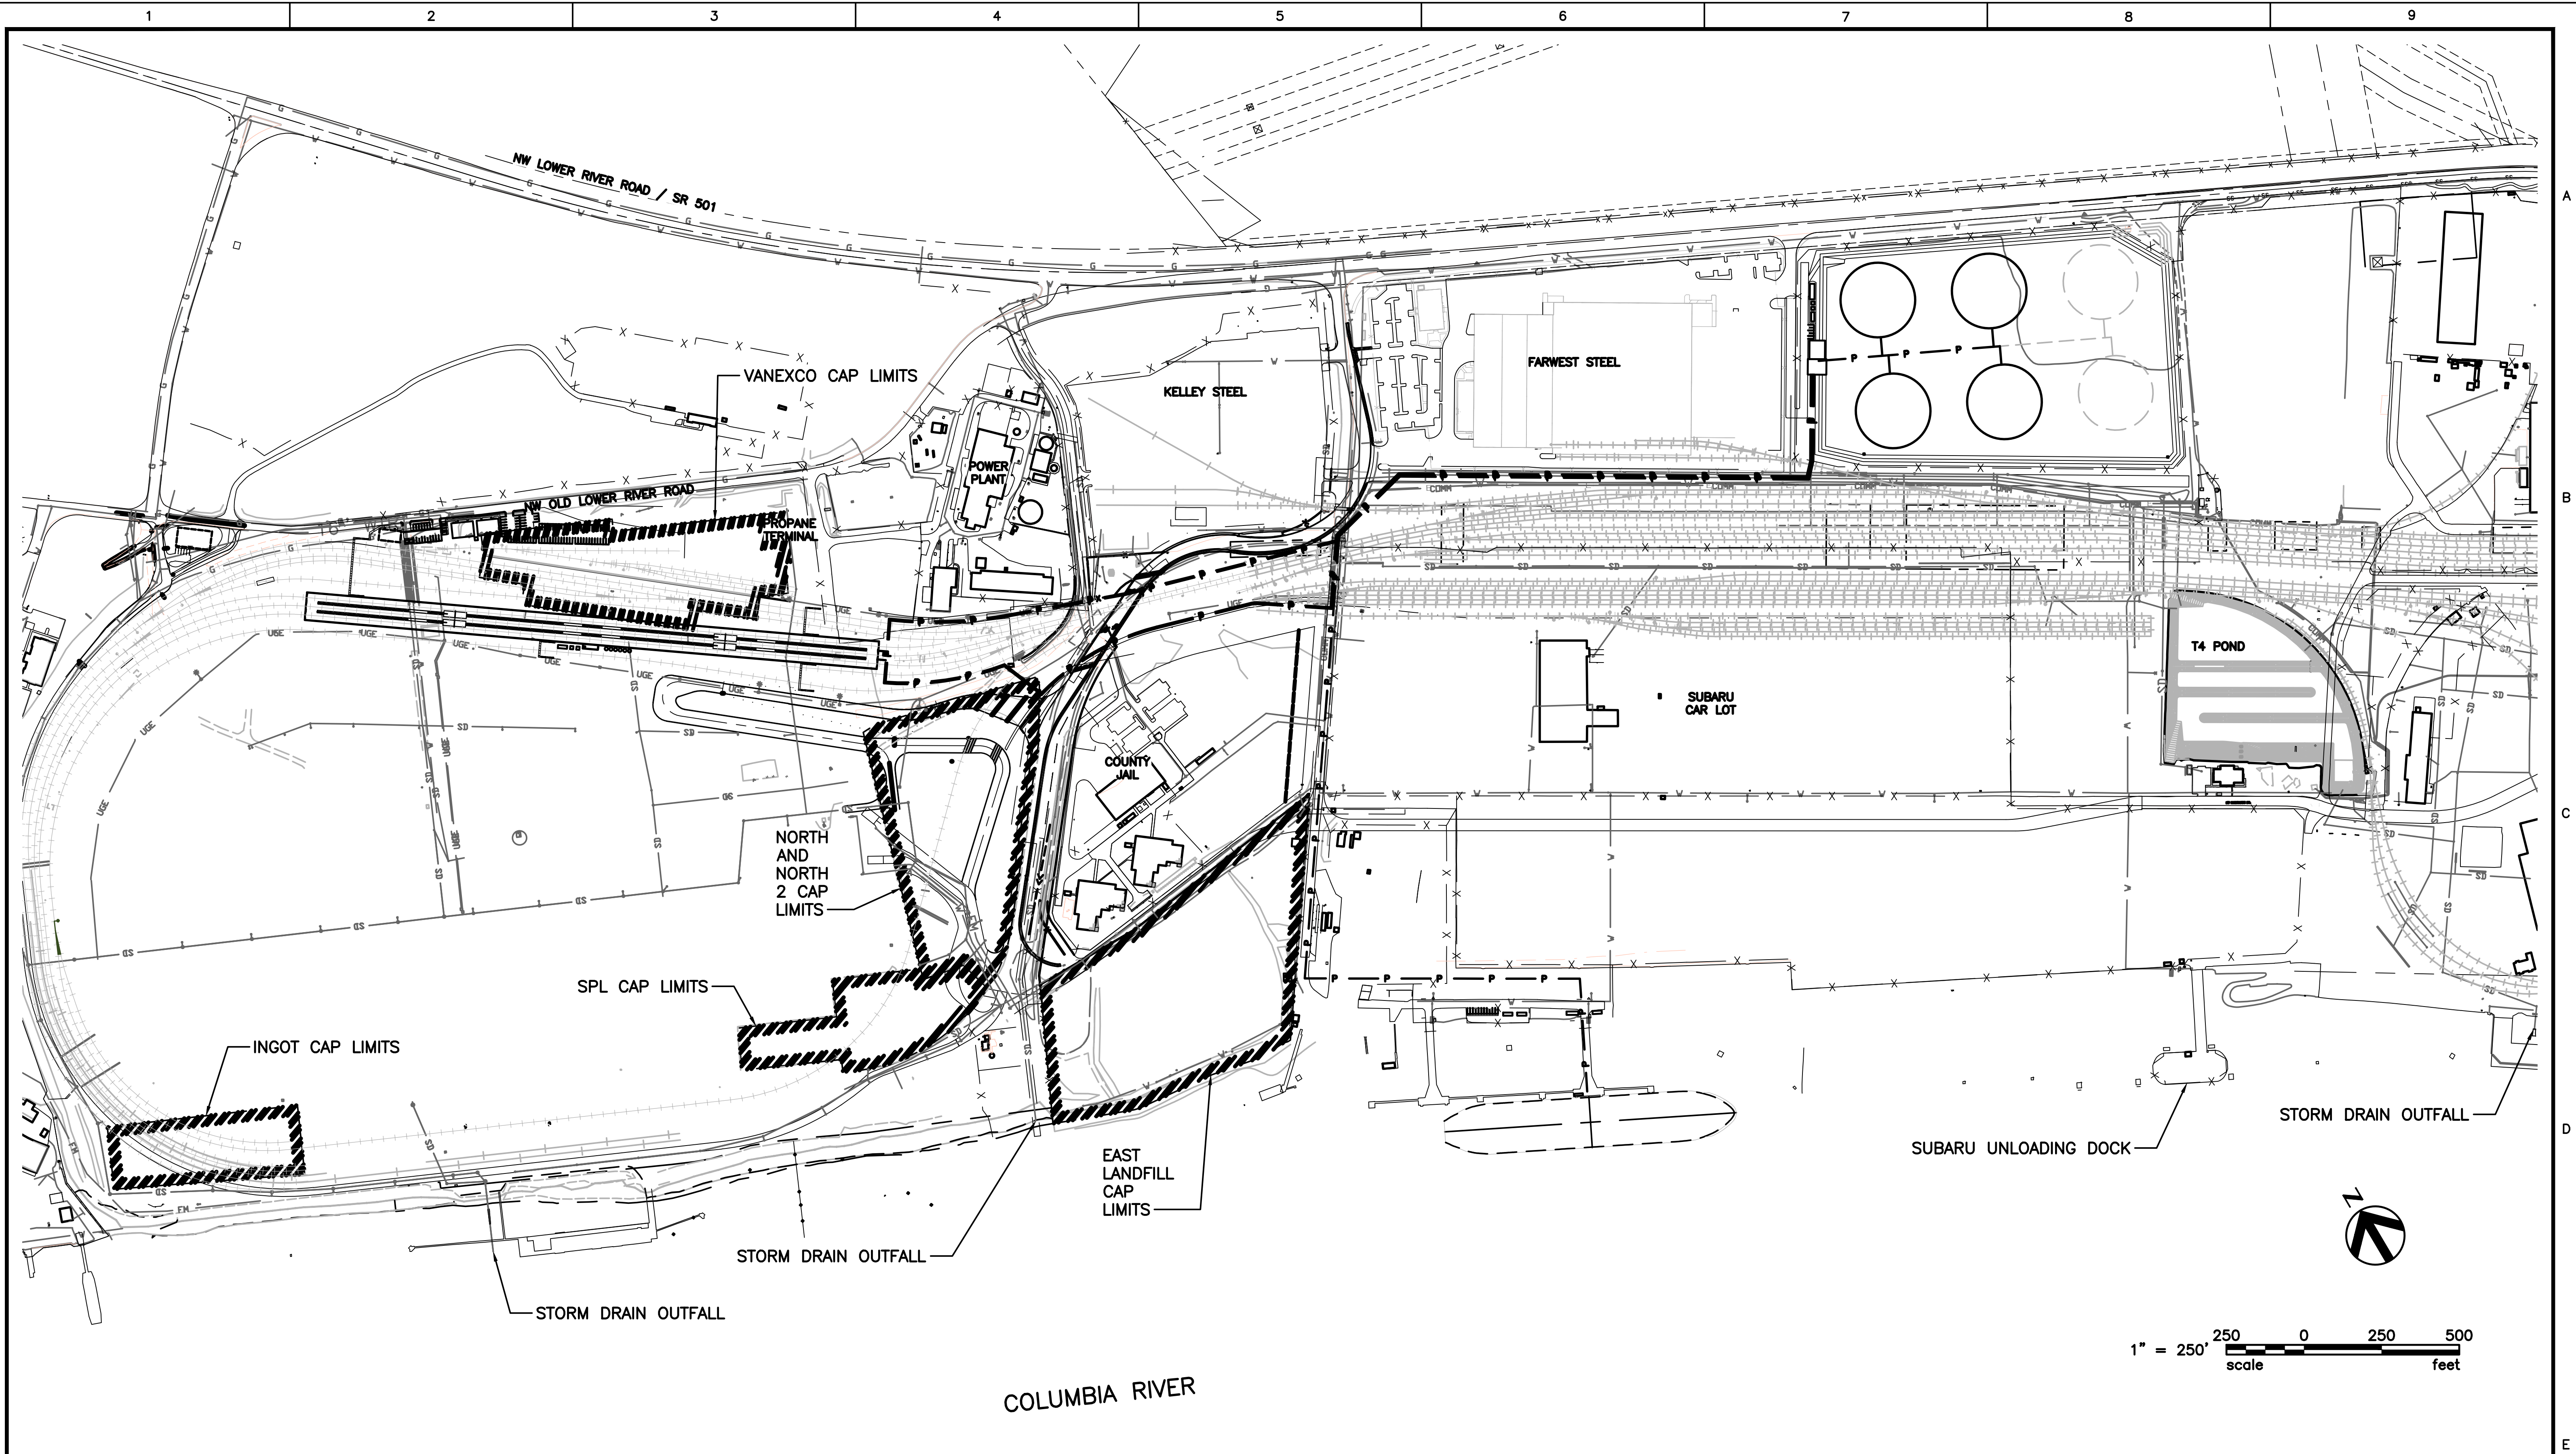 1 2 3 4 5 6 7 8 9
A
B
C
D
E
NW LOWER RIVER ROAD / SR 501
VANEXCO CAP LIMITS
KELLEY STEEL
FARWEST STEEL
POWER
PLANT
NW OLD LOWER RIVER ROAD
PROPANE
TERMINAL
T4 POND
SUBARU
CAR LOT
COUNTY
JAIL
NORTH
AND
NORTH
2 CAP
LIMITS
SPL CAP LIMITS
INGOT CAP LIMITS
EAST
LANDFILL
CAP
LIMITS
STORM DRAIN OUTFALL
SUBARU UNLOADING DOCK
STORM DRAIN OUTFALL
STORM DRAIN OUTFALL
N
1" = 250'
250 0 250 500
scale feet
COLUMBIA RIVER